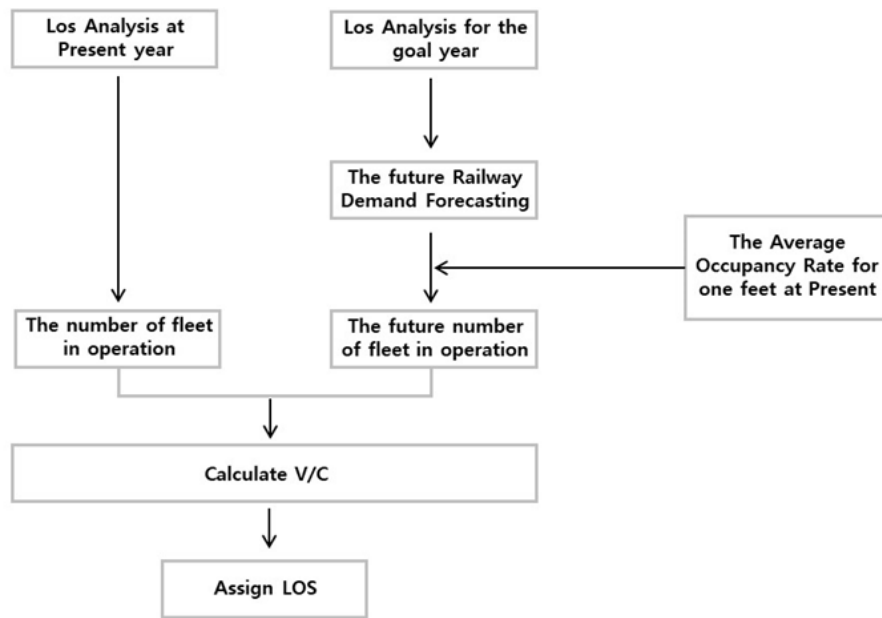 Los Analysis at
Present year
Los Analysis for the
goal year
The future Railway
Demand Forecasting
The Average
Occupancy Rate for
one feet at Present
The number of fleet
in operation
The future number
of fleet in operation
Calculate V/C
Assign LOS